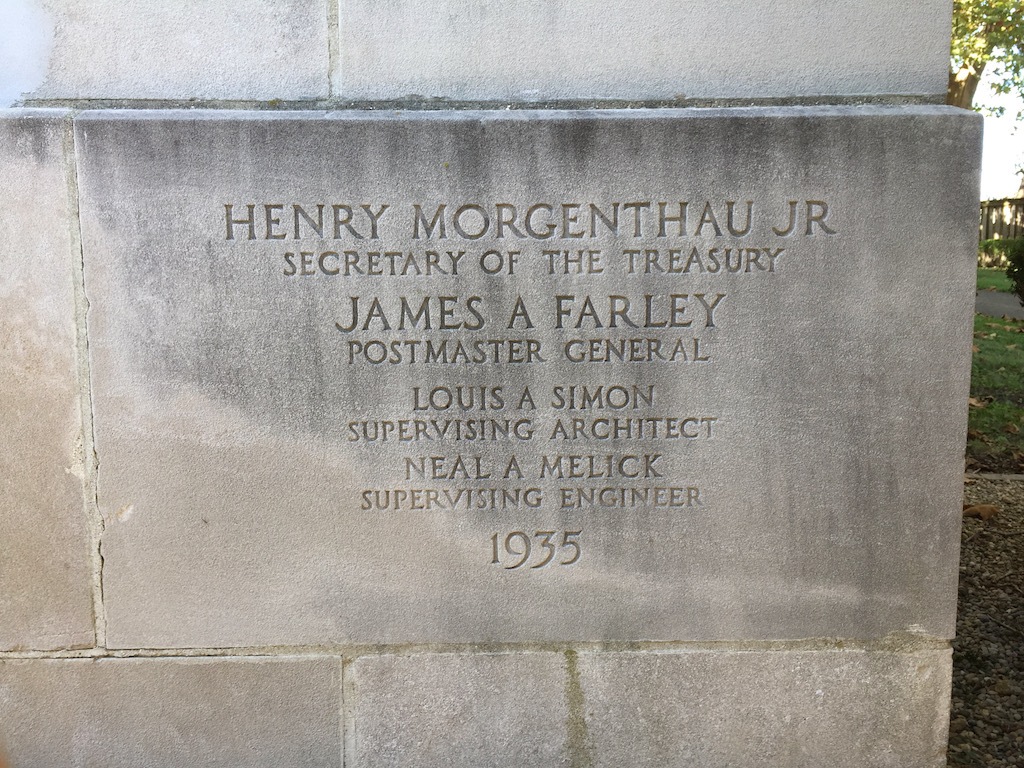 HENRY MORGENTHAU JR
SECRETARY OF THE TREASURY
JAMES A FARLEY
POSTMASTER GENERAL
LOUIS A SIMON
SUPERVISING ARCHITECT
NEAL A MELICK
SUPERVISING ENGINEER
1935